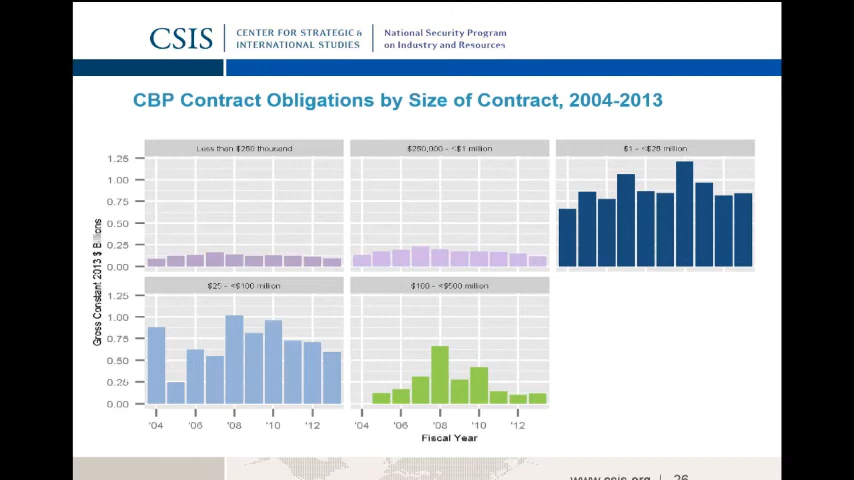 CSIS
CENTER FOR STRATEGIC &
INTERNATIONAL STUDIES
National Security Program
on Industry and Resources
CBP Contract Obligations by Size of Contract, 2004-2013
Less than $250 thousand
$250,000 - <$1 million
$1 - <$25 million
1.25
1.00
0.75
0.50
0.25
0.00
Gross Constant 2013 $ Billions
$25 - <$100 million
$100 - <$500 million
1.25
1.00
0.75
0.50
0.25
0.00
'04 '06 '08 '10 '12
'04 '06 '08 '10 '12
Fiscal Year
www.csis.org | 26